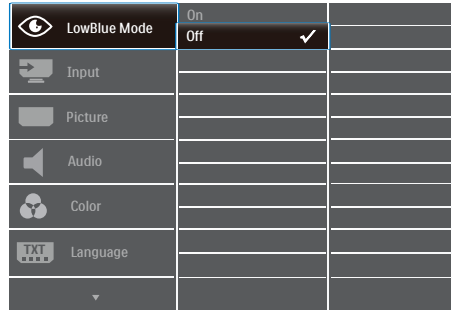 LowBlue Mode
On
Off
Input
Picture
Audio
Color
TXT
Language